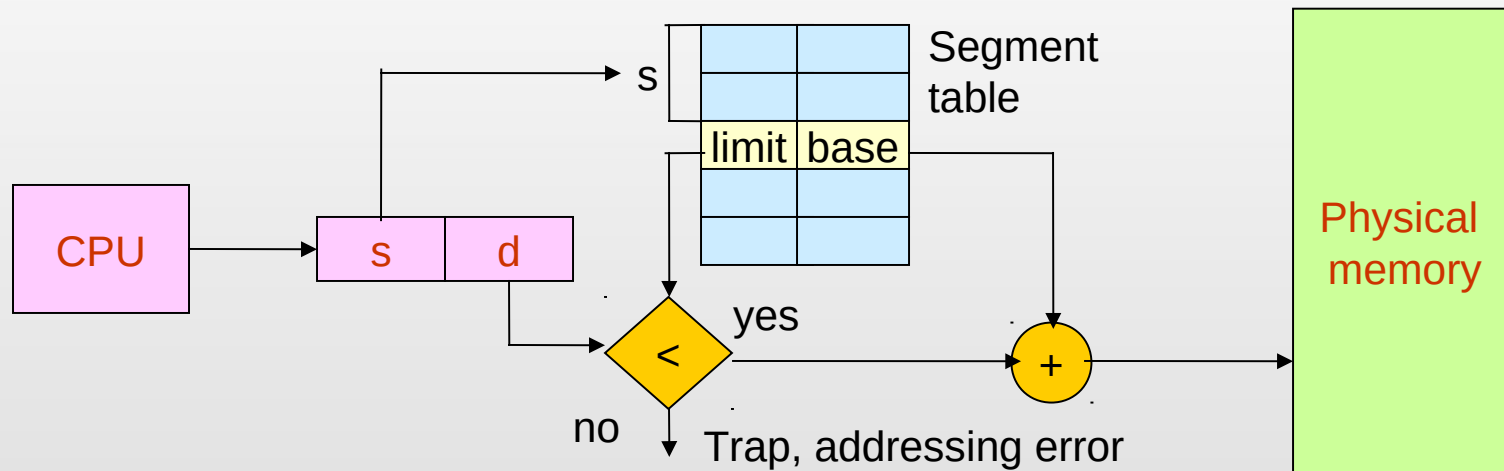 Segment
table
s
limit base
CPU
s d
Physical
memory
yes
<
+
no
Trap, addressing error